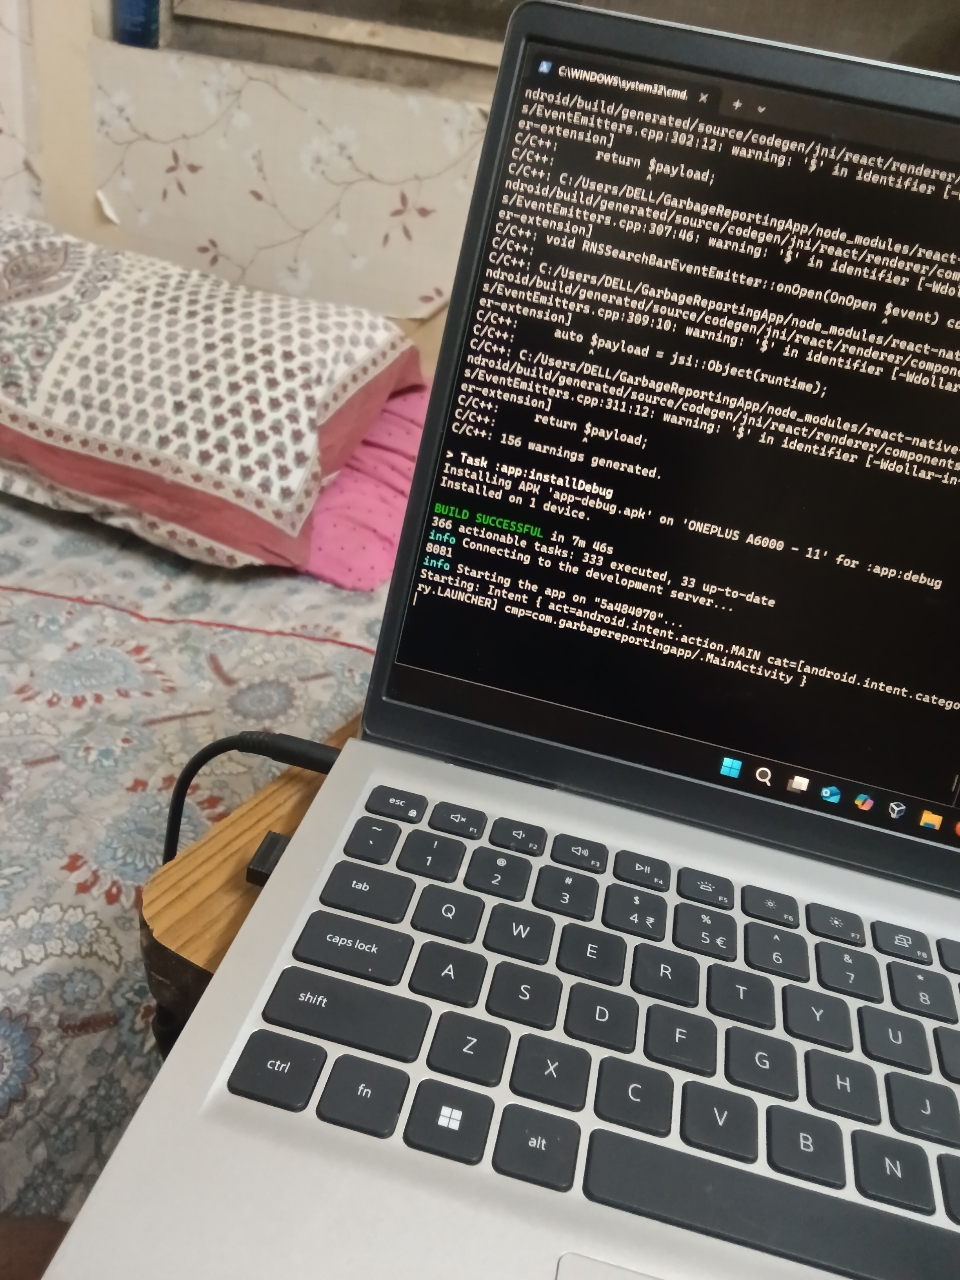 C:\WINDOWS\system32\cmd.
ndroid/build/generated/source/codegen/jni/react/renderer/
s/EventEmitters.cpp:302:12: warning: '$' in identifier [-
er-extension]
C/C++:     return $payload;
C/C++:            ^
C/C++: C:/Users/DELL/GarbageReportingApp/node_modules/react-
ndroid/build/generated/source/codegen/jni/react/renderer/com
s/EventEmitters.cpp:307:46: warning: '$' in identifier [-Wdol
er-extension]
C/C++: void RNSSearchBarEventEmitter::onOpen(OnOpen $event) co
C/C++:                                              ^
C/C++: C:/Users/DELL/GarbageReportingApp/node_modules/react-nat
ndroid/build/generated/source/codegen/jni/react/renderer/compone
s/EventEmitters.cpp:309:10: warning: '$' in identifier [-Wdollar-
er-extension]
C/C++:     auto $payload = jsi::Object(runtime);
C/C++:          ^
C/C++: C:/Users/DELL/GarbageReportingApp/node_modules/react-native-
ndroid/build/generated/source/codegen/jni/react/renderer/components
s/EventEmitters.cpp:311:12: warning: '$' in identifier [-Wdollar-in
er-extension]
C/C++:     return $payload;
C/C++:            ^
C/C++: 156 warnings generated.
> Task :app:installDebug
Installing APK 'app-debug.apk' on 'ONEPLUS A6000 - 11' for :app:debug
Installed on 1 device.
BUILD SUCCESSFUL in 7m 46s
366 actionable tasks: 333 executed, 33 up-to-date
info Connecting to the development server...
8081
info Starting the app on "5a484070"...
Starting: Intent { act=android.intent.action.MAIN cat=[android.intent.catego
ry.LAUNCHER] cmp=com.garbagereportingapp/.MainActivity }
esc F1 F2 F3 F4 F5 F6 F7 F8
~ ` ! 1 @ 2 # 3 $ 4 ₹ % 5 € ^ 6 & 7 * 8
tab Q W E R T Y U
caps lock A S D F G H J
shift Z X C V B N
ctrl fn alt